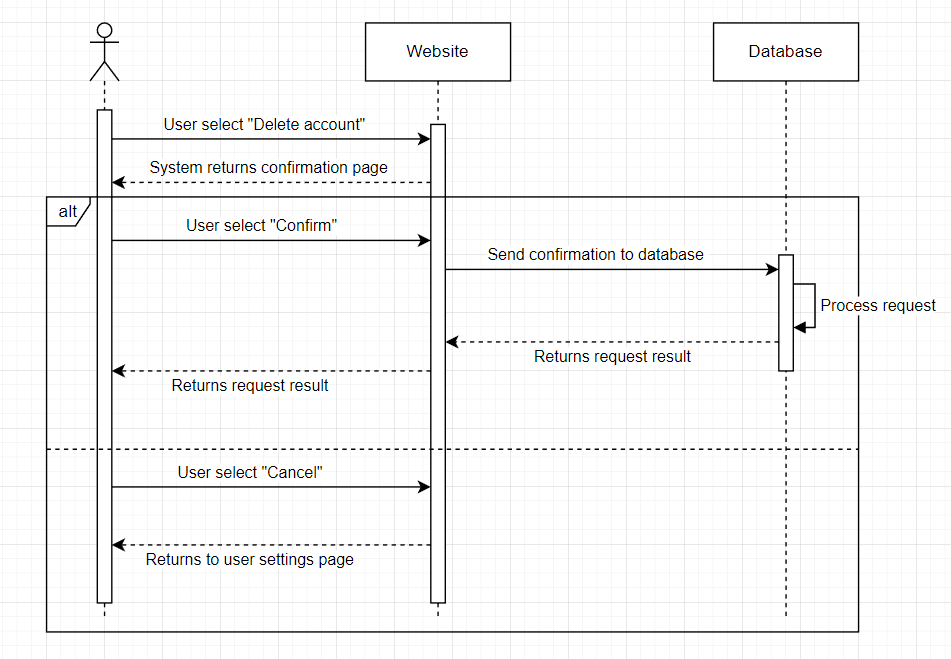 Website
Database
User select "Delete account"
System returns confirmation page
alt
User select "Confirm"
Send confirmation to database
Process request
Returns request result
Returns request result
User select "Cancel"
Returns to user settings page